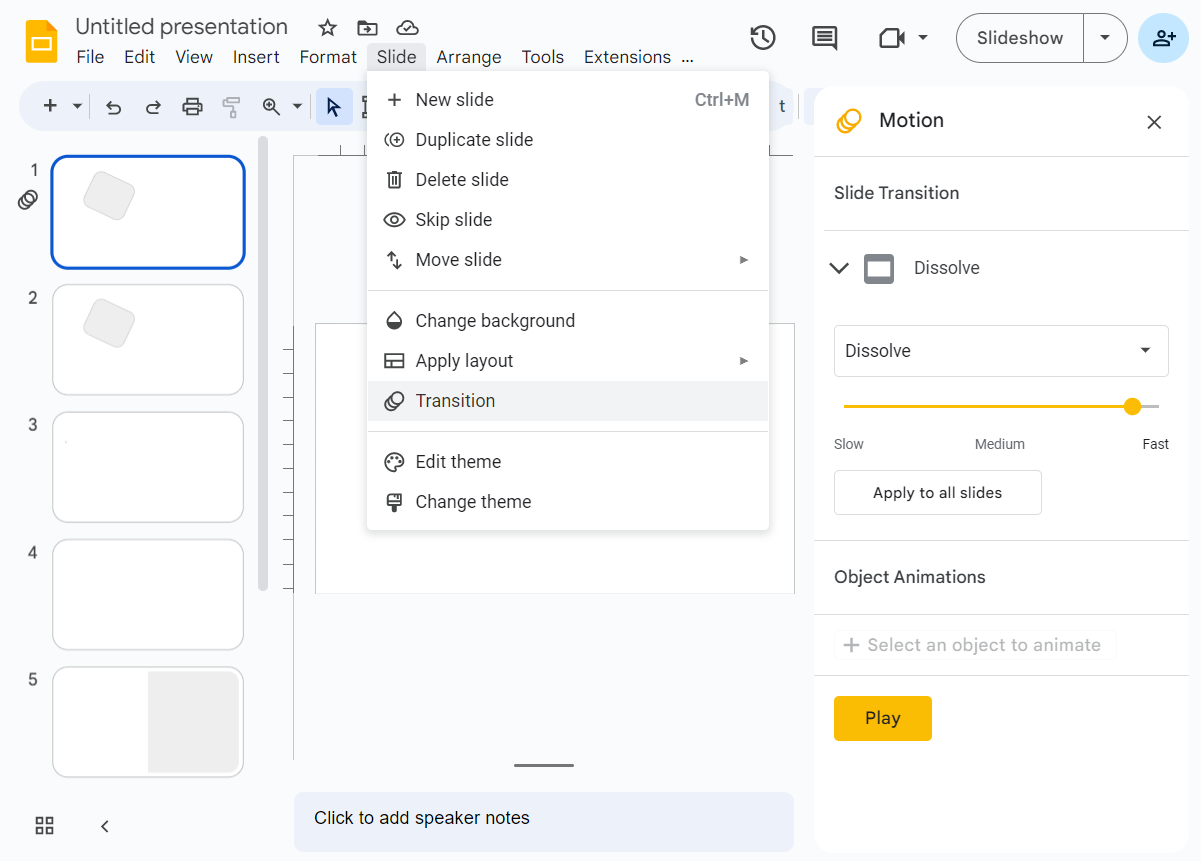 Untitled presentation
File Edit View Insert Format Slide Arrange Tools Extensions ...
Slideshow
t
New slide Ctrl+M
Duplicate slide
Delete slide
Skip slide
Move slide
Change background
Apply layout
Transition
Edit theme
Change theme
1
2
3
4
5
Click to add speaker notes
Motion
Slide Transition
Dissolve
Dissolve
Slow Medium Fast
Apply to all slides
Object Animations
+ Select an object to animate
Play